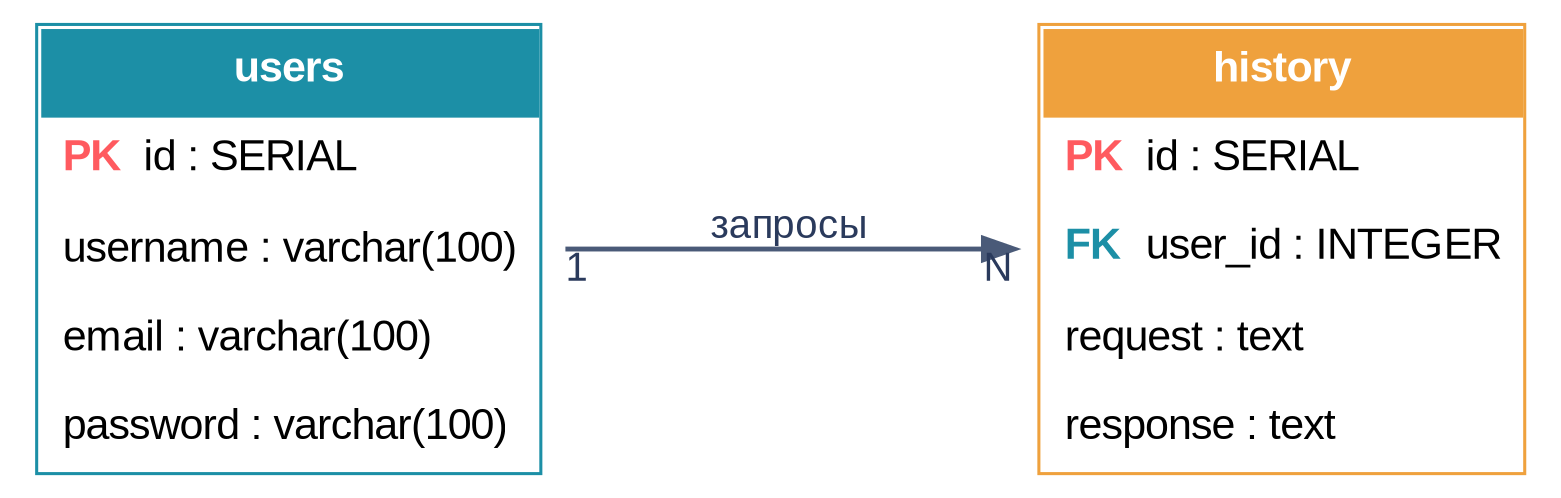 users
PK id : SERIAL
username : varchar(100)
email : varchar(100)
password : varchar(100)
запросы
1
N
history
PK id : SERIAL
FK user_id : INTEGER
request : text
response : text